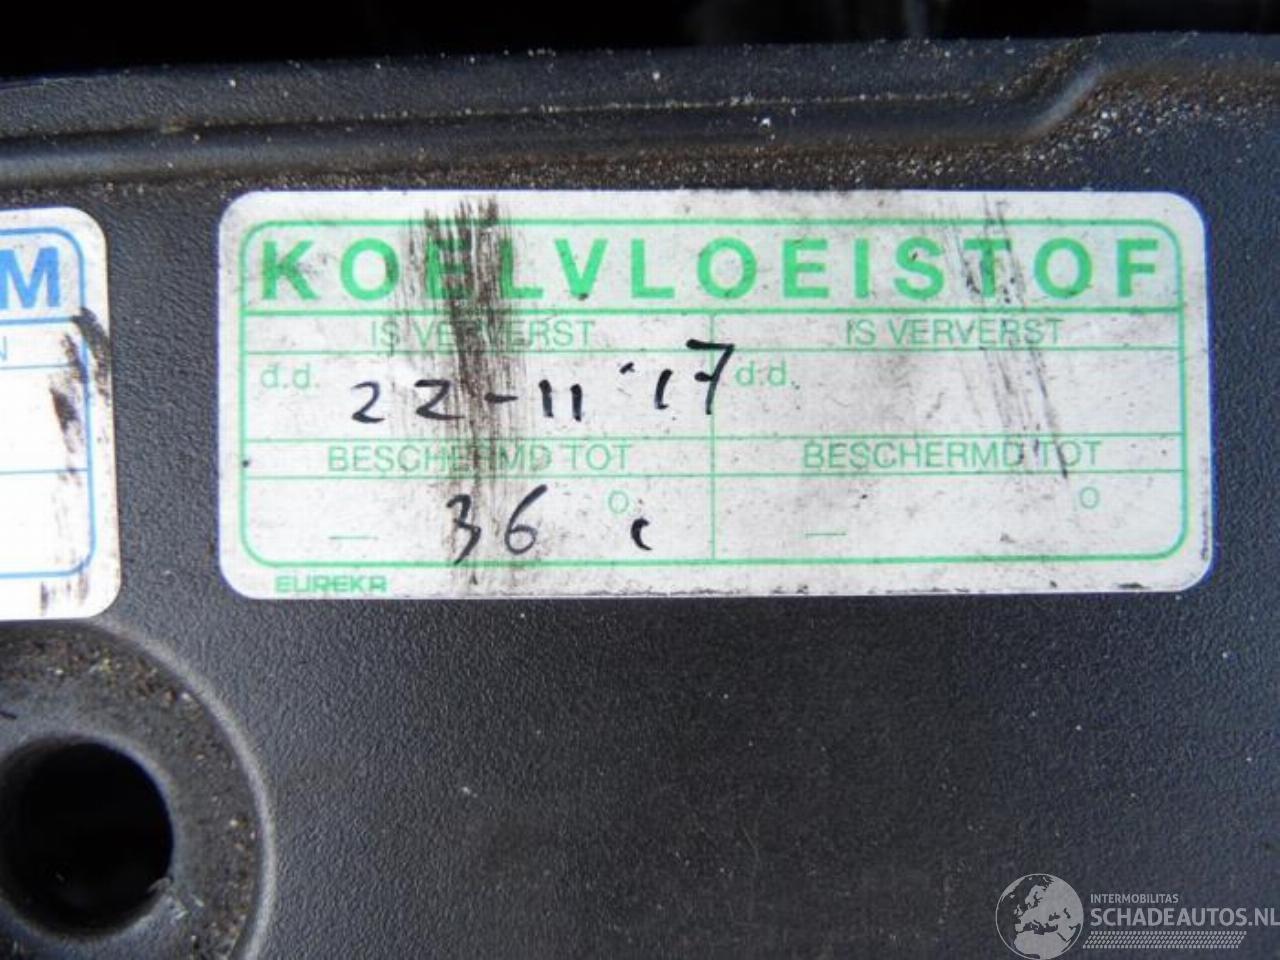 M
N
KOELVLOEISTOF
IS VERVERST IS VERVERST
d.d. 22-11 '17 d.d.
BESCHERMD TOT BESCHERMD TOT
— 36 ° c — °
EUREKA
INTERMOBILITAS
SCHADEAUTOS.NL